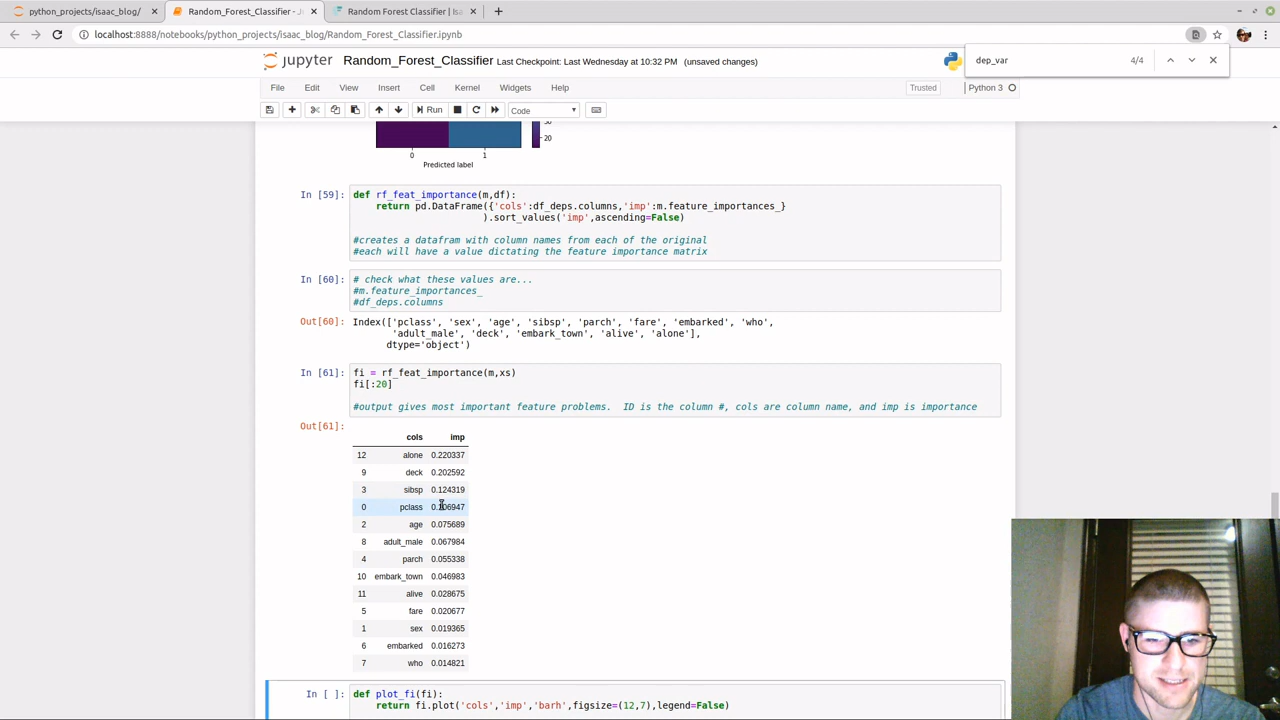 python_projects/isaac_blog/
Random_Forest_Classifier - J
Random Forest Classifier | Isa
localhost:8888/notebooks/python_projects/isaac_blog/Random_Forest_Classifier.ipynb
jupyter Random_Forest_Classifier Last Checkpoint: Last Wednesday at 10:32 PM (unsaved changes)
dep_var 4/4
File Edit View Insert Cell Kernel Widgets Help
Trusted Python 3
Run Code
20
0 1
Predicted label
In [59]: def rf_feat_importance(m,df):
return pd.DataFrame({'cols':df_deps.columns,'imp':m.feature_importances_}
).sort_values('imp',ascending=False)
#creates a datafram with column names from each of the original
#each will have a value dictating the feature importance matrix
In [60]: # check what these values are...
#m.feature_importances_
#df_deps.columns
Out[60]: Index(['pclass', 'sex', 'age', 'sibsp', 'parch', 'fare', 'embarked', 'who',
'adult_male', 'deck', 'embark_town', 'alive', 'alone'],
dtype='object')
In [61]: fi = rf_feat_importance(m,xs)
fi[:20]
#output gives most important feature problems. ID is the column #, cols are column name, and imp is importance
Out[61]:
cols imp
12 alone 0.220337
9 deck 0.202592
3 sibsp 0.124319
0 pclass 0.106947
2 age 0.075689
8 adult_male 0.067984
4 parch 0.055338
10 embark_town 0.046983
11 alive 0.028675
5 fare 0.020677
1 sex 0.019365
6 embarked 0.016273
7 who 0.014821
In [ ]: def plot_fi(fi):
return fi.plot('cols','imp','barh',figsize=(12,7),legend=False)